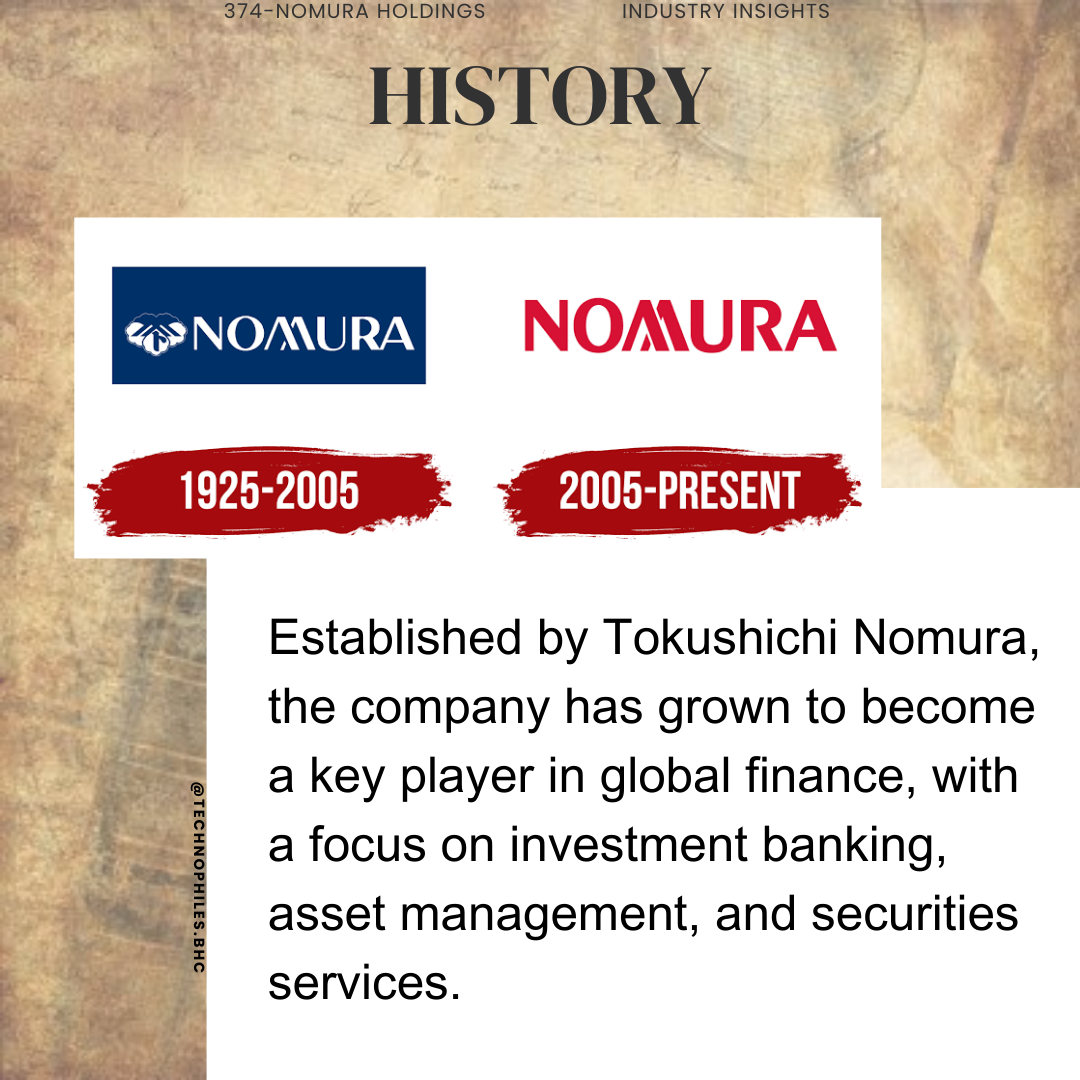 374-NOMURA HOLDINGS
INDUSTRY INSIGHTS
HISTORY
NOMURA
NOMURA
1925-2005
2005-PRESENT
Established by Tokushichi Nomura,
the company has grown to become
a key player in global finance, with
a focus on investment banking,
asset management, and securities
services.
@TECHNOPHILES.BHC